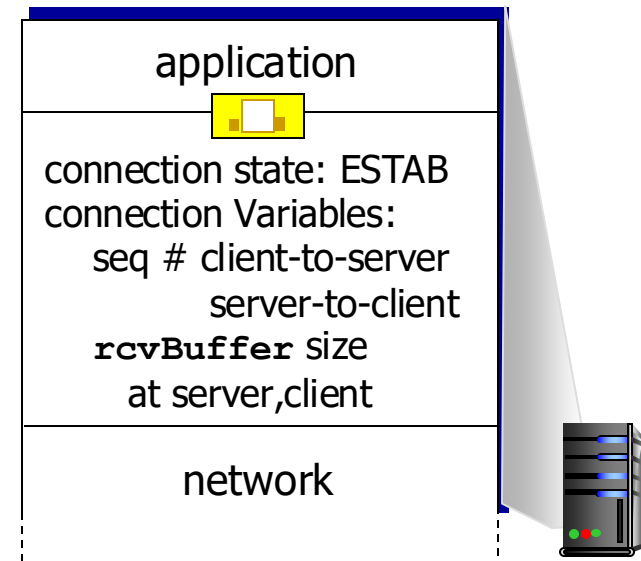 application
connection state: ESTAB
connection Variables:
seq # client-to-server
server-to-client
rcvBuffer size
at server,client
network